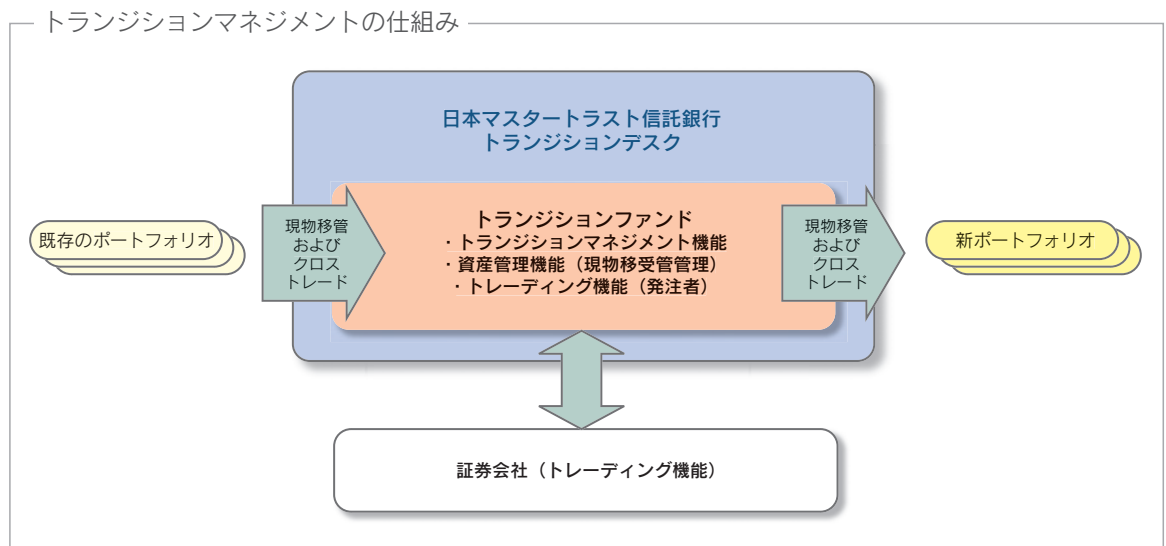 トランジションマネジメントの仕組み
日本マスタートラスト信託銀行
トランジションデスク
既存のポートフォリオ
現物移管
および
クロス
トレード
トランジションファンド
・トランジションマネジメント機能
・資産管理機能（現物移受管管理）
・トレーディング機能（発注者）
現物移管
および
クロス
トレード
新ポートフォリオ
証券会社（トレーディング機能）